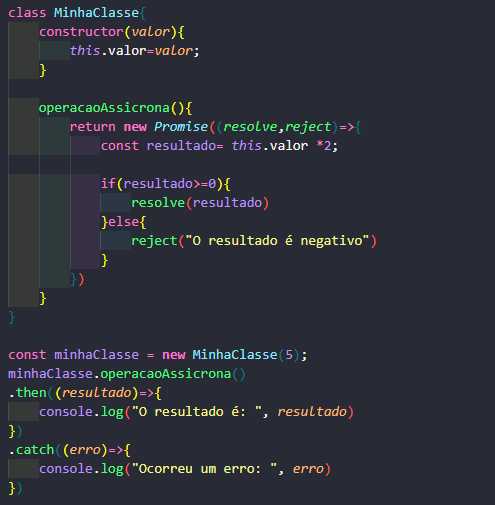 class MinhaClasse{
    constructor(valor){
        this.valor=valor;
    }

    operacaoAssicrona(){
        return new Promise((resolve,reject)=>{
            const resultado= this.valor *2;

            if(resultado>=0){
                resolve(resultado)
            }else{
                reject("O resultado é negativo")
            }
        })
    }
}

const minhaClasse = new MinhaClasse(5);
minhaClasse.operacaoAssicrona()
.then((resultado)=>{
    console.log("O resultado é: ", resultado)
})
.catch((erro)=>{
    console.log("Ocorreu um erro: ", erro)
})